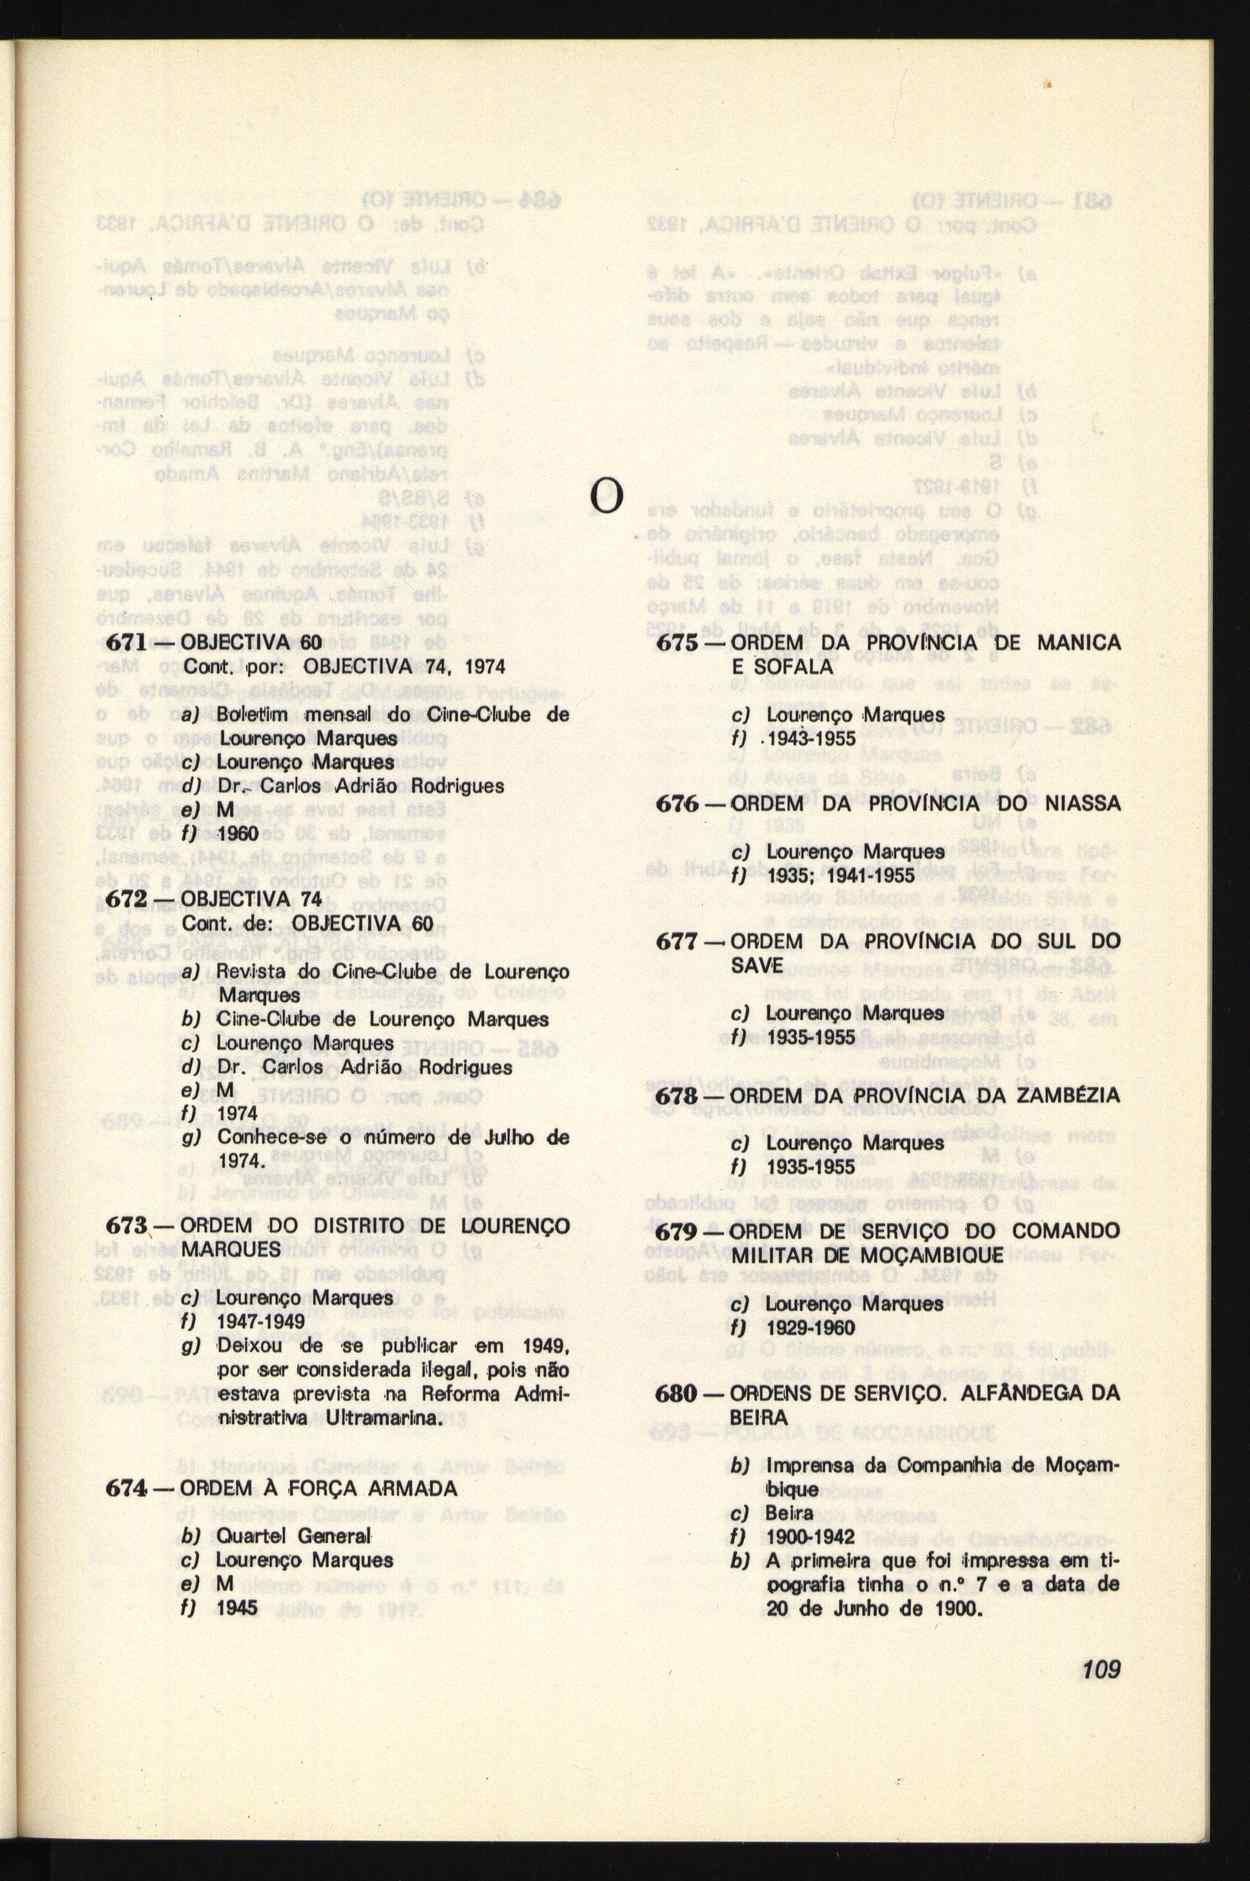 O
671 — OBJECTIVA 60
Cont. por: OBJECTIVA 74, 1974
a) Boletim mensal do Cine-Clube de
Lourenço Marques
c) Lourenço Marques
d) Dr. Carlos Adrião Rodrigues
e) M
f) 1960
672 — OBJECTIVA 74
Cont. de: OBJECTIVA 60
a) Revista do Cine-Clube de Lourenço
Marques
b) Cine-Clube de Lourenço Marques
c) Lourenço Marques
d) Dr. Carlos Adrião Rodrigues
e) M
f) 1974
g) Conhece-se o número de Julho de
1974.
673 — ORDEM DO DISTRITO DE LOURENÇO
MARQUES
c) Lourenço Marques
f) 1947-1949
g) Deixou de se publicar em 1949,
por ser considerada ilegal, pois não
estava prevista na Reforma Admi-
nistrativa Ultramarina.
674 — ORDEM À FORÇA ARMADA
b) Quartel General
c) Lourenço Marques
e) M
f) 1945
675 — ORDEM DA PROVÍNCIA DE MANICA
E SOFALA
c) Lourenço Marques
f) 1943-1955
676 — ORDEM DA PROVÍNCIA DO NIASSA
c) Lourenço Marques
f) 1935; 1941-1955
677 — ORDEM DA PROVÍNCIA DO SUL DO
SAVE
c) Lourenço Marques
f) 1935-1955
678 — ORDEM DA PROVÍNCIA DA ZAMBÉZIA
c) Lourenço Marques
f) 1935-1955
679 — ORDEM DE SERVIÇO DO COMANDO
MILITAR DE MOÇAMBIQUE
c) Lourenço Marques
f) 1929-1960
680 — ORDENS DE SERVIÇO. ALFÂNDEGA DA
BEIRA
b) Imprensa da Companhia de Moçam-
bique
c) Beira
f) 1900-1942
b) A primeira que foi impressa em ti-
pografia tinha o n.º 7 e a data de
20 de Junho de 1900.
109